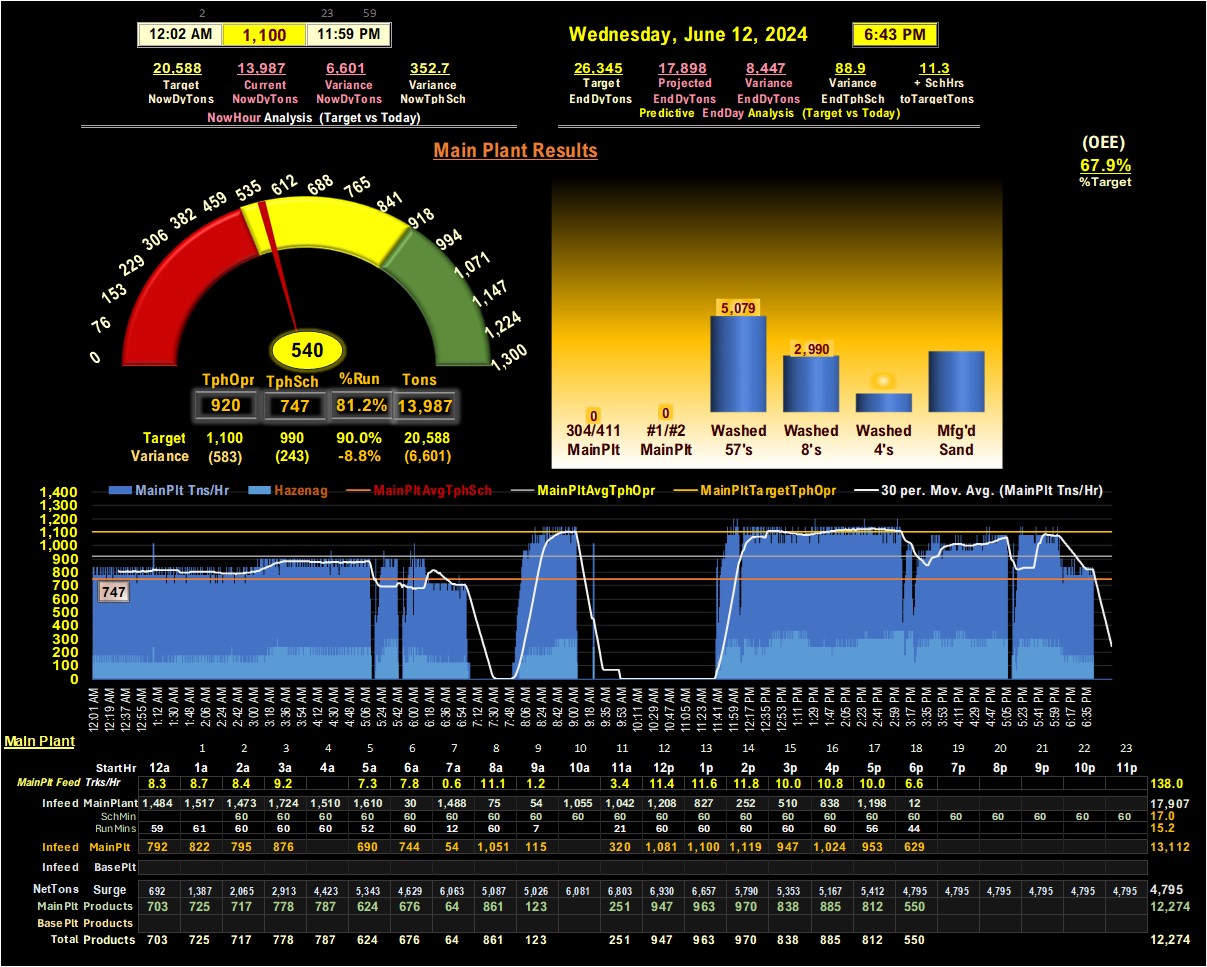 2 23 59
12:02 AM 1,100 11:59 PM Wednesday, June 12, 2024 6:43 PM
20,588 13,987 6,601 352.7 26,345 17,898 8,447 88.9 11.3
Target Current Variance Variance Target Projected Variance Variance + SchHrs
NowDyTons NowDyTons NowDyTons NowTphSch EndDyTons EndDyTons EndDyTons EndTphSch toTargetTons
NowHour Analysis (Target vs Today) Predictive EndDay Analysis (Target vs Today)
Main Plant Results
(OEE)
67.9%
%Target
0 76 153 229 306 382 459 535 612 688 765 841 918 994 1,071 1,147 1,224 1,300
540
TphOpr TphSch %Run Tons
920 747 81.2% 13,987
Target 1,100 990 90.0% 20,588
Variance (583) (243) -8.8% (6,601)
0 0 5,079 2,990
304/411 #1/#2 Washed Washed Washed Mfg'd
MainPlt MainPlt 57's 8's 4's Sand
MainPlt Tns/Hr Hazenag MainPltAvgTphSch MainPltAvgTphOpr MainPltTargetTphOpr 30 per. Mov. Avg. (MainPlt Tns/Hr)
1,400
1,300
1,200
1,100
1,000
900
800
700
600
500
400
300
200
100
0
747
12:01 AM 12:19 AM 12:37 AM 12:55 AM 1:12 AM 1:30 AM 1:48 AM 2:06 AM 2:24 AM 2:42 AM 3:00 AM 3:18 AM 3:36 AM 3:54 AM 4:12 AM 4:30 AM 4:48 AM 5:06 AM 5:24 AM 5:42 AM 6:00 AM 6:18 AM 6:36 AM 6:54 AM 7:12 AM 7:30 AM 7:48 AM 8:06 AM 8:24 AM 8:42 AM 9:00 AM 9:18 AM 9:35 AM 9:53 AM 10:11 AM 10:29 AM 10:47 AM 11:05 AM 11:23 AM 11:41 AM 11:59 AM 12:17 PM 12:35 PM 12:53 PM 1:11 PM 1:29 PM 1:47 PM 2:05 PM 2:23 PM 2:41 PM 2:59 PM 3:17 PM 3:35 PM 3:53 PM 4:11 PM 4:29 PM 4:47 PM 5:05 PM 5:23 PM 5:41 PM 5:59 PM 6:17 PM 6:35 PM
Main Plant
1 2 3 4 5 6 7 8 9 10 11 12 13 14 15 16 17 18 19 20 21 22 23
StartHr 12a 1a 2a 3a 4a 5a 6a 7a 8a 9a 10a 11a 12p 1p 2p 3p 4p 5p 6p 7p 8p 9p 10p 11p
MainPlt Feed Trks/Hr 8.3 8.7 8.4 9.2 7.3 7.8 0.6 11.1 1.2 3.4 11.4 11.6 11.8 10.0 10.8 10.0 6.6 138.0
Infeed MainPlant 1,484 1,517 1,473 1,724 1,510 1,610 30 1,488 75 54 1,055 1,042 1,208 827 252 510 838 1,198 12 17,907
SchMin 60 60 60 60 60 60 60 60 60 60 60 60 60 60 60 60 60 60 60 60 60 60 17.0
RunMins 59 61 60 60 60 52 60 12 60 7 21 60 60 60 60 60 56 44 15.2
Infeed MainPlt 792 822 795 876 690 744 54 1,051 115 320 1,081 1,100 1,119 947 1,024 953 629 13,112
Infeed BasePlt
NetTons Surge 692 1,387 2,065 2,913 4,423 5,343 4,629 6,063 5,087 5,026 6,081 6,803 6,930 6,657 5,790 5,353 5,167 5,412 4,795 4,795 4,795 4,795 4,795 4,795 4,795
MainPlt Products 703 725 717 778 787 624 676 64 861 123 251 947 963 970 838 885 812 550 12,274
BasePlt Products
Total Products 703 725 717 778 787 624 676 64 861 123 251 947 963 970 838 885 812 550 12,274